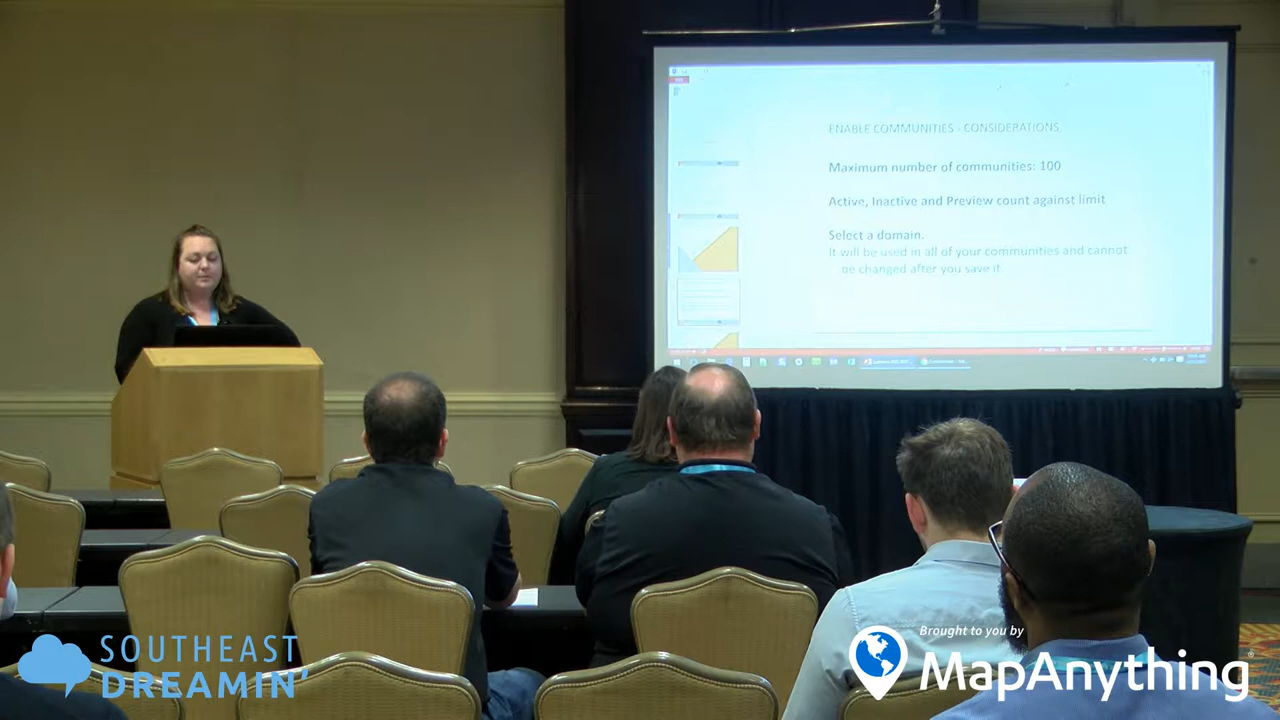 ENABLE COMMUNITIES - CONSIDERATIONS
Maximum number of communities: 100
Active, Inactive and Preview count against limit
Select a domain.
It will be used in all of your communities and cannot
be changed after you save it
SOUTHEAST
DREAMIN'
Brought to you by
MapAnything®